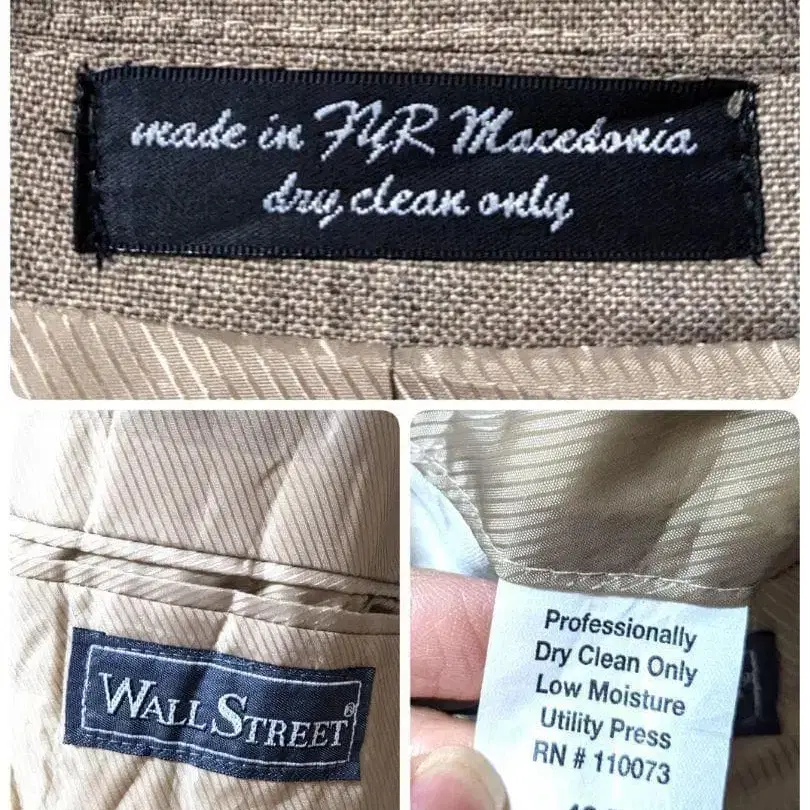 made in FYR Macedonia
dry clean only
WALL STREET®
Professionally
Dry Clean Only
Low Moisture
Utility Press
RN # 110073